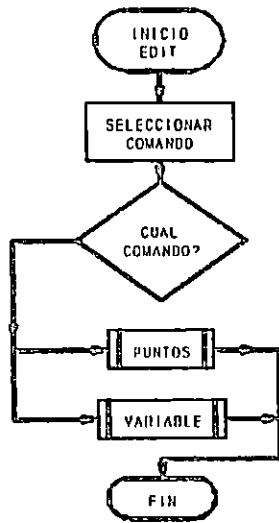 INICIO
EDIT
SELECCIONAR
COMANDO
CUAL
COMANDO?
PUNTOS
VARIABLE
FIN